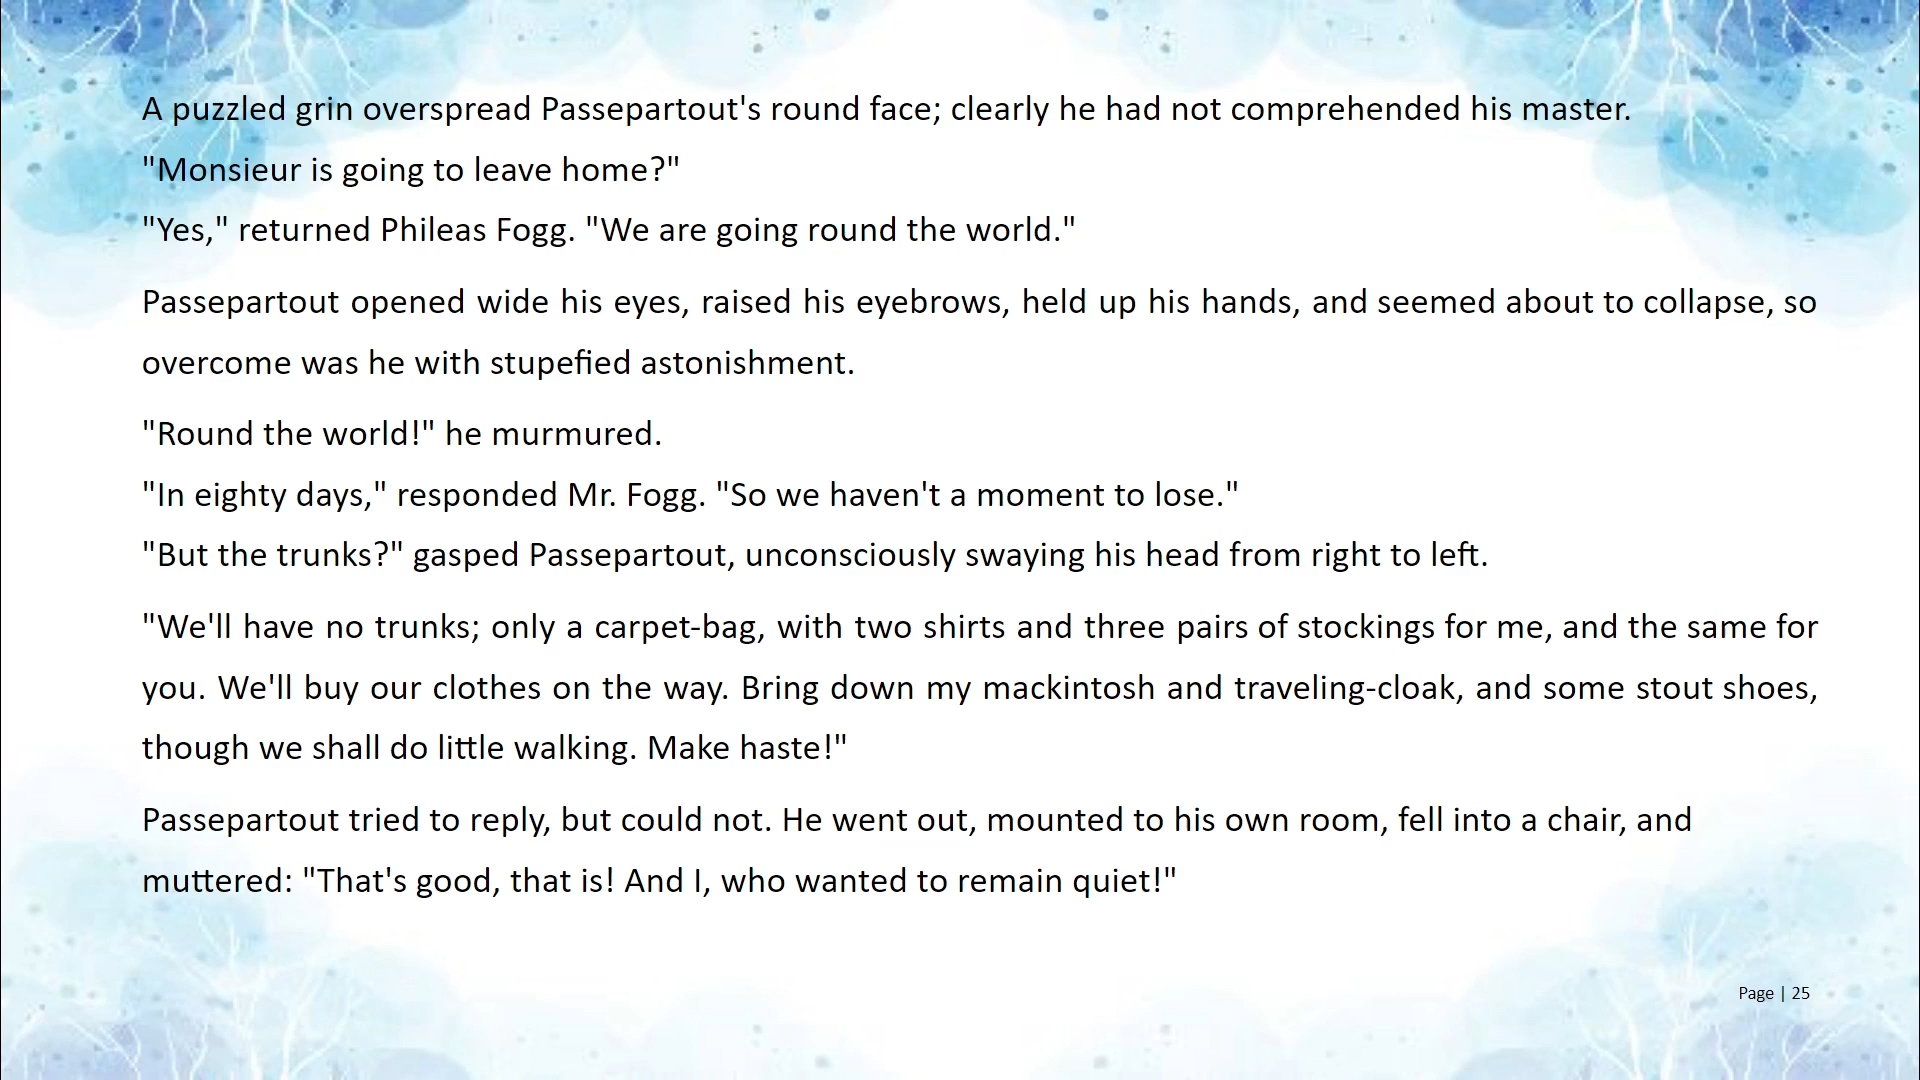 A puzzled grin overspread Passepartout's round face; clearly he had not comprehended his master.
"Monsieur is going to leave home?"
"Yes," returned Phileas Fogg. "We are going round the world."
Passepartout opened wide his eyes, raised his eyebrows, held up his hands, and seemed about to collapse, so
overcome was he with stupefied astonishment.
"Round the world!" he murmured.
"In eighty days," responded Mr. Fogg. "So we haven't a moment to lose."
"But the trunks?" gasped Passepartout, unconsciously swaying his head from right to left.
"We'll have no trunks; only a carpet-bag, with two shirts and three pairs of stockings for me, and the same for
you. We'll buy our clothes on the way. Bring down my mackintosh and traveling-cloak, and some stout shoes,
though we shall do little walking. Make haste!"
Passepartout tried to reply, but could not. He went out, mounted to his own room, fell into a chair, and
muttered: "That's good, that is! And I, who wanted to remain quiet!"
Page | 25